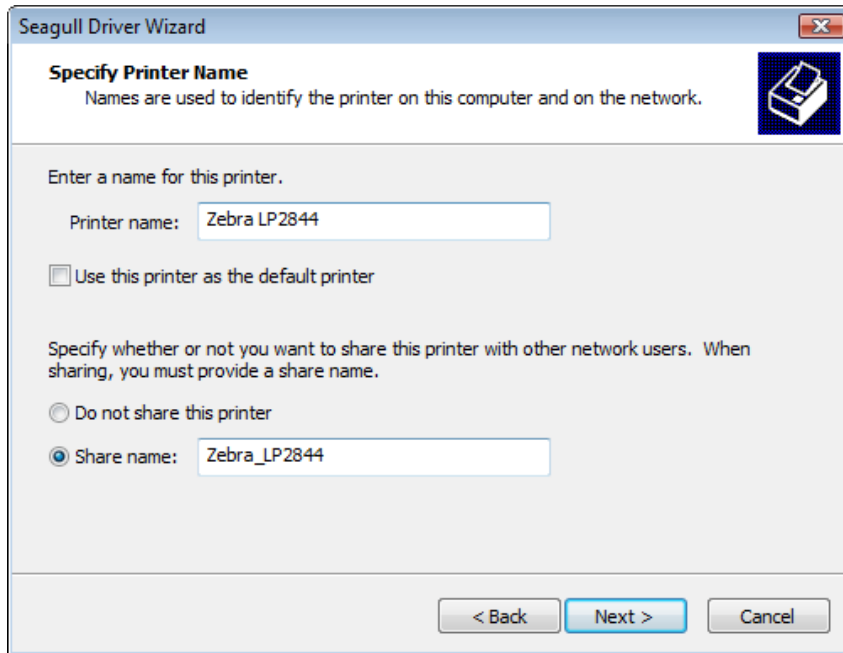 Seagull Driver Wizard
Specify Printer Name
Names are used to identify the printer on this computer and on the network.
Enter a name for this printer.
Printer name: Zebra LP2844
Use this printer as the default printer
Specify whether or not you want to share this printer with other network users. When
sharing, you must provide a share name.
Do not share this printer
Share name: Zebra_LP2844
< Back Next > Cancel